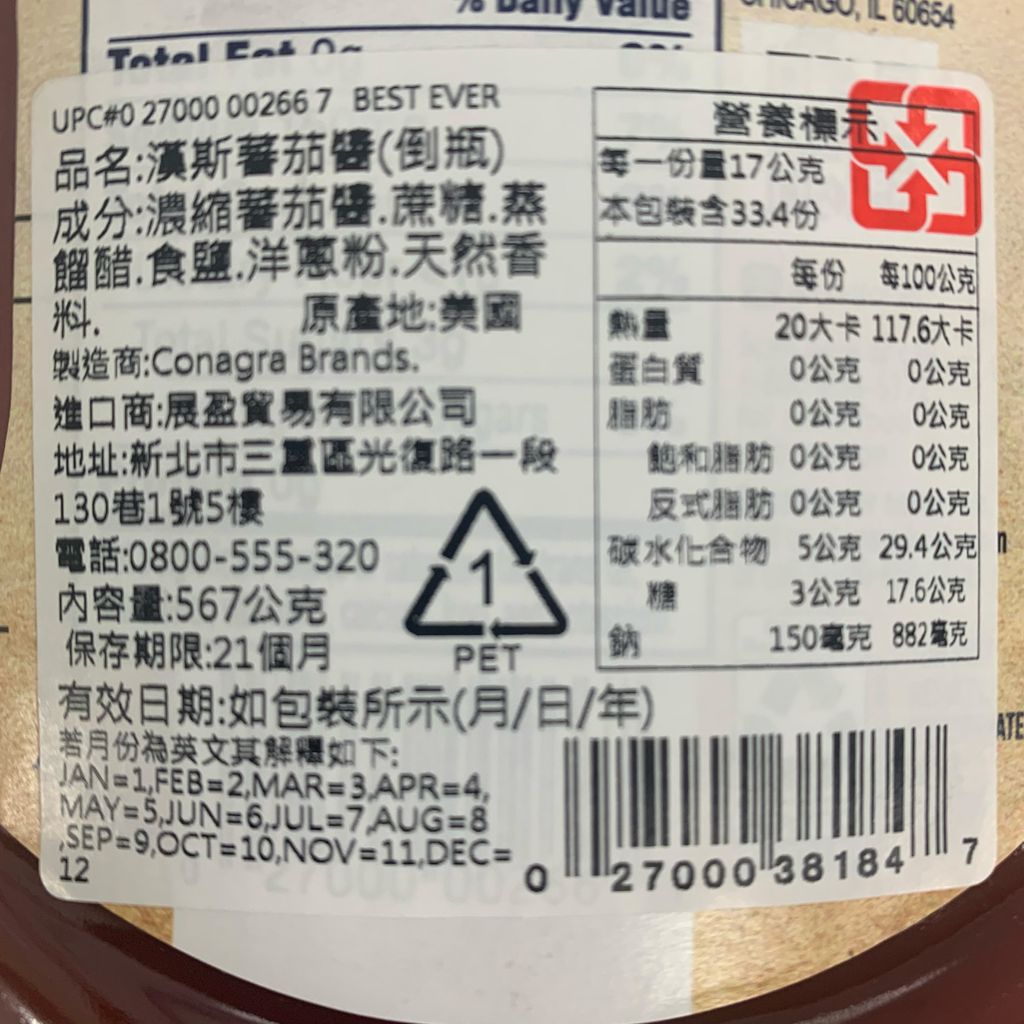 % Daily Value
CHICAGO, IL 60654
Total Fat 0g
UPC#0 27000 00266 7 BEST EVER
品名:漢斯蕃茄醬(倒瓶)
成分:濃縮蕃茄醬.蔗糖.蒸
餾醋.食鹽.洋蔥粉.天然香
料. 原產地:美國
製造商:Conagra Brands.
進口商:展盈貿易有限公司
地址:新北市三重區光復路一段
130巷1號5樓
電話:0800-555-320
內容量:567公克
保存期限:21個月
1
PET
有效日期:如包裝所示(月/日/年)
若月份為英文其解釋如下:
JAN=1,FEB=2,MAR=3,APR=4,
MAY=5,JUN=6,JUL=7,AUG=8
,SEP=9,OCT=10,NOV=11,DEC=
12
營養標示
每一份量17公克
本包裝含33.4份
每份 每100公克
熱量 20大卡 117.6大卡
蛋白質 0公克 0公克
脂肪 0公克 0公克
飽和脂肪 0公克 0公克
反式脂肪 0公克 0公克
碳水化合物 5公克 29.4公克
糖 3公克 17.6公克
鈉 150毫克 882毫克
0 27000 38184 7